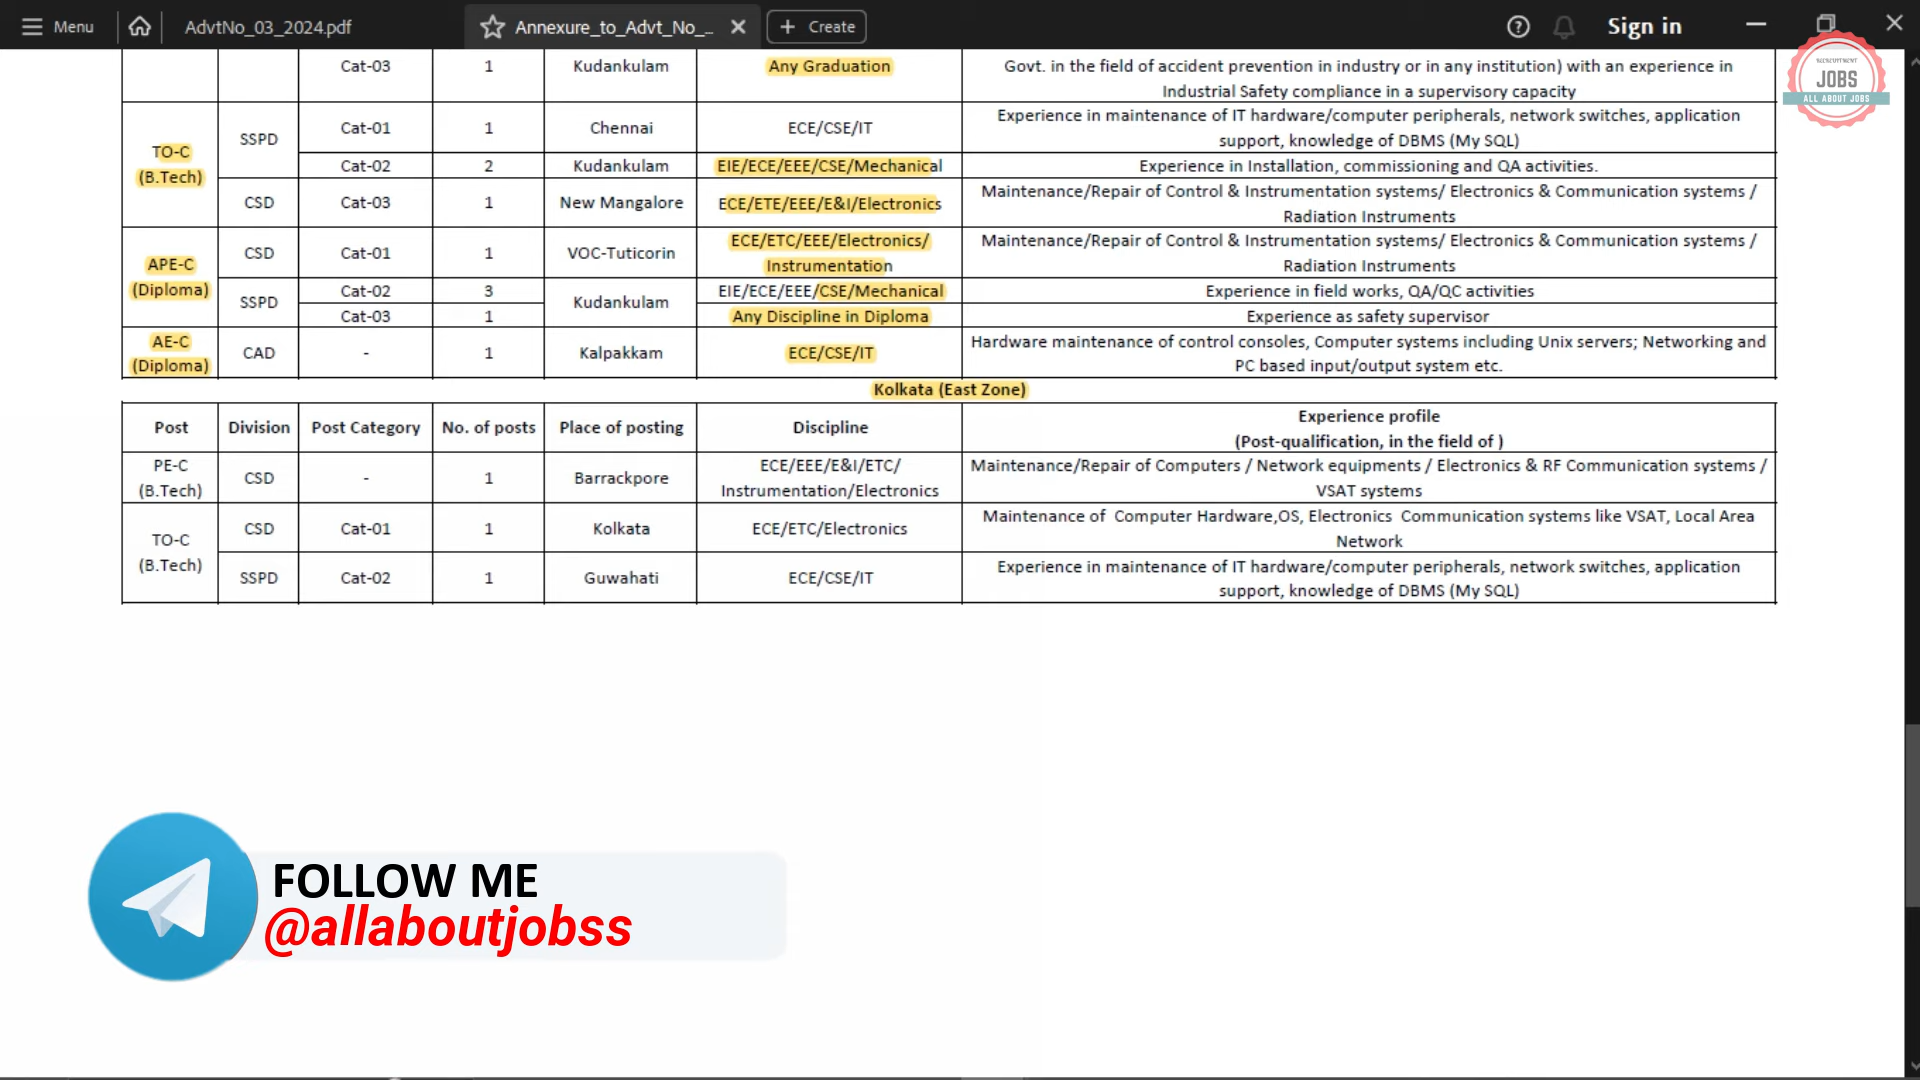 Menu
AdvtNo_03_2024.pdf
Annexure_to_Advt_No_...
Create
Sign in
RECRUITMENT
JOBS
ALL ABOUT JOBS
Cat-03 1 Kudankulam Any Graduation Govt. in the field of accident prevention in industry or in any institution) with an experience in
Industrial Safety compliance in a supervisory capacity
TO-C
(B.Tech)
SSPD
Cat-01 1 Chennai ECE/CSE/IT Experience in maintenance of IT hardware/computer peripherals, network switches, application
support, knowledge of DBMS (My SQL)
Cat-02 2 Kudankulam EIE/ECE/EEE/CSE/Mechanical Experience in Installation, commissioning and QA activities.
CSD Cat-03 1 New Mangalore ECE/ETE/EEE/E&I/Electronics Maintenance/Repair of Control & Instrumentation systems/ Electronics & Communication systems /
Radiation Instruments
APE-C
(Diploma)
CSD Cat-01 1 VOC-Tuticorin ECE/ETC/EEE/Electronics/
Instrumentation
Maintenance/Repair of Control & Instrumentation systems/ Electronics & Communication systems /
Radiation Instruments
SSPD
Cat-02 3 Kudankulam EIE/ECE/EEE/CSE/Mechanical Experience in field works, QA/QC activities
Cat-03 1 Any Discipline in Diploma Experience as safety supervisor
AE-C
(Diploma)
CAD - 1 Kalpakkam ECE/CSE/IT Hardware maintenance of control consoles, Computer systems including Unix servers; Networking and
PC based input/output system etc.
Kolkata (East Zone)
Post Division Post Category No. of posts Place of posting Discipline Experience profile
(Post-qualification, in the field of )
PE-C
(B.Tech)
CSD - 1 Barrackpore ECE/EEE/E&I/ETC/
Instrumentation/Electronics
Maintenance/Repair of Computers / Network equipments / Electronics & RF Communication systems /
VSAT systems
TO-C
(B.Tech)
CSD Cat-01 1 Kolkata ECE/ETC/Electronics Maintenance of Computer Hardware,OS, Electronics Communication systems like VSAT, Local Area
Network
SSPD Cat-02 1 Guwahati ECE/CSE/IT Experience in maintenance of IT hardware/computer peripherals, network switches, application
support, knowledge of DBMS (My SQL)
FOLLOW ME
@allaboutjobss